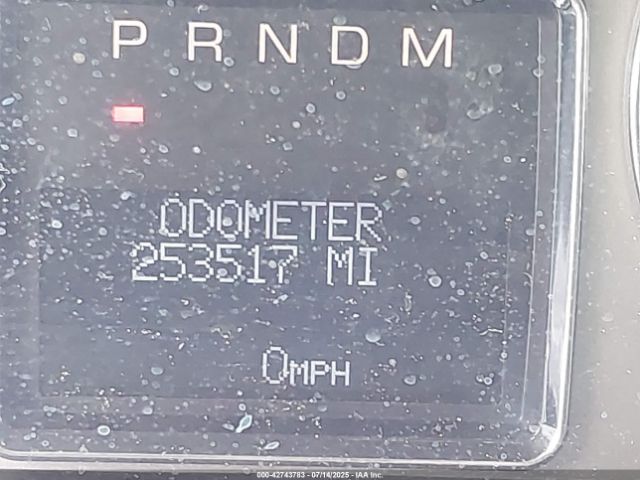 P R N D M
ODOMETER
253517 MI
0MPH
000-42743783 - 07/14/2025 - IAA Inc.